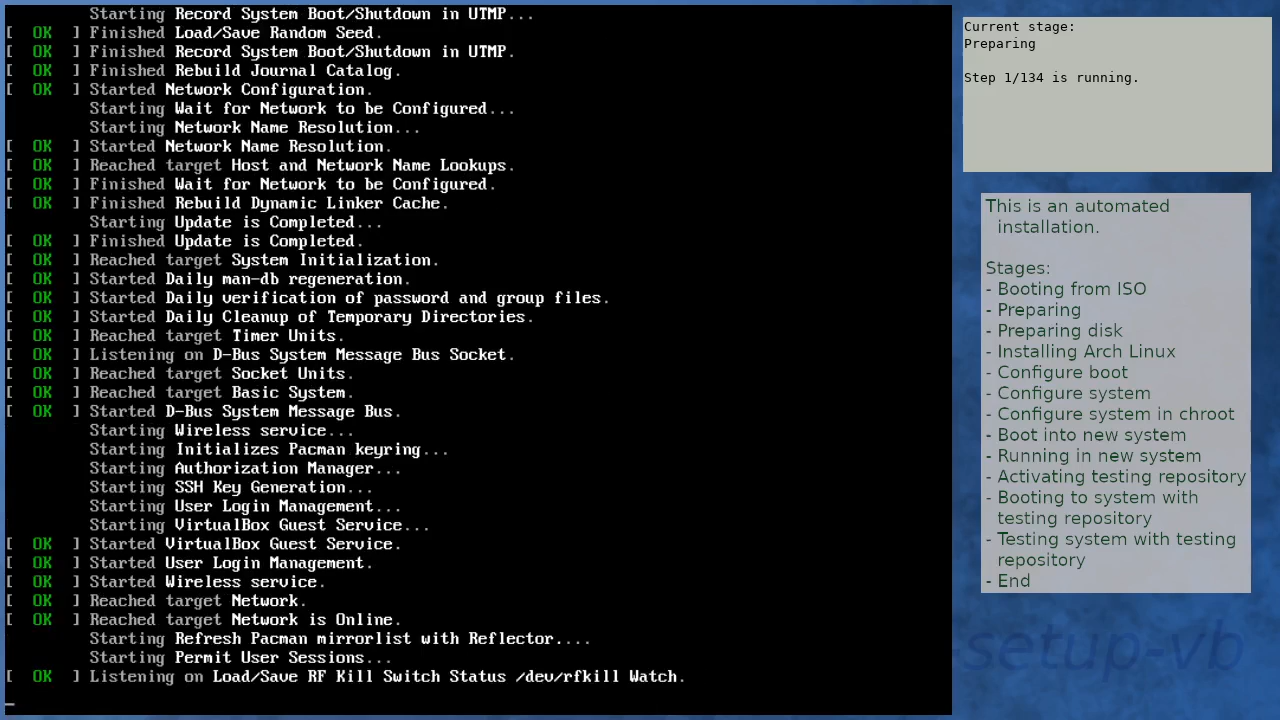 Starting Record System Boot/Shutdown in UTMP...
[  OK  ] Finished Load/Save Random Seed.
[  OK  ] Finished Record System Boot/Shutdown in UTMP.
[  OK  ] Finished Rebuild Journal Catalog.
[  OK  ] Started Network Configuration.
Starting Wait for Network to be Configured...
Starting Network Name Resolution...
[  OK  ] Started Network Name Resolution.
[  OK  ] Reached target Host and Network Name Lookups.
[  OK  ] Finished Wait for Network to be Configured.
[  OK  ] Finished Rebuild Dynamic Linker Cache.
Starting Update is Completed...
[  OK  ] Finished Update is Completed.
[  OK  ] Reached target System Initialization.
[  OK  ] Started Daily man-db regeneration.
[  OK  ] Started Daily verification of password and group files.
[  OK  ] Started Daily Cleanup of Temporary Directories.
[  OK  ] Reached target Timer Units.
[  OK  ] Listening on D-Bus System Message Bus Socket.
[  OK  ] Reached target Socket Units.
[  OK  ] Reached target Basic System.
[  OK  ] Started D-Bus System Message Bus.
Starting Wireless service...
Starting Initializes Pacman keyring...
Starting Authorization Manager...
Starting SSH Key Generation...
Starting User Login Management...
Starting VirtualBox Guest Service...
[  OK  ] Started VirtualBox Guest Service.
[  OK  ] Started User Login Management.
[  OK  ] Started Wireless service.
[  OK  ] Reached target Network.
[  OK  ] Reached target Network is Online.
Starting Refresh Pacman mirrorlist with Reflector....
Starting Permit User Sessions...
[  OK  ] Listening on Load/Save RF Kill Switch Status /dev/rfkill Watch.
Current stage:
Preparing
Step 1/134 is running.
This is an automated
installation.
Stages:
- Booting from ISO
- Preparing
- Preparing disk
- Installing Arch Linux
- Configure boot
- Configure system
- Configure system in chroot
- Boot into new system
- Running in new system
- Activating testing repository
- Booting to system with
testing repository
- Testing system with testing
repository
- End
-setup-vb